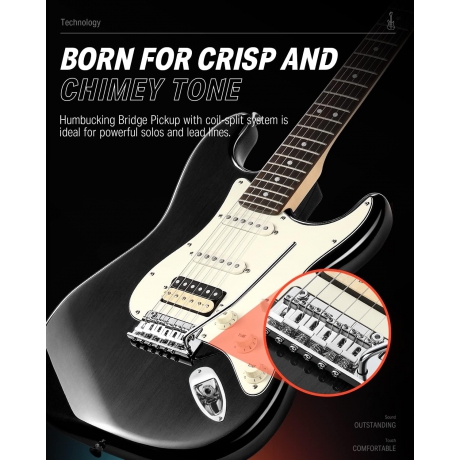 Technology
BORN FOR CRISP AND
CHIMEY TONE
Humbucking Bridge Pickup with coil-split system is
ideal for powerful solos and lead lines.
Sound
OUTSTANDING
Touch
COMFORTABLE